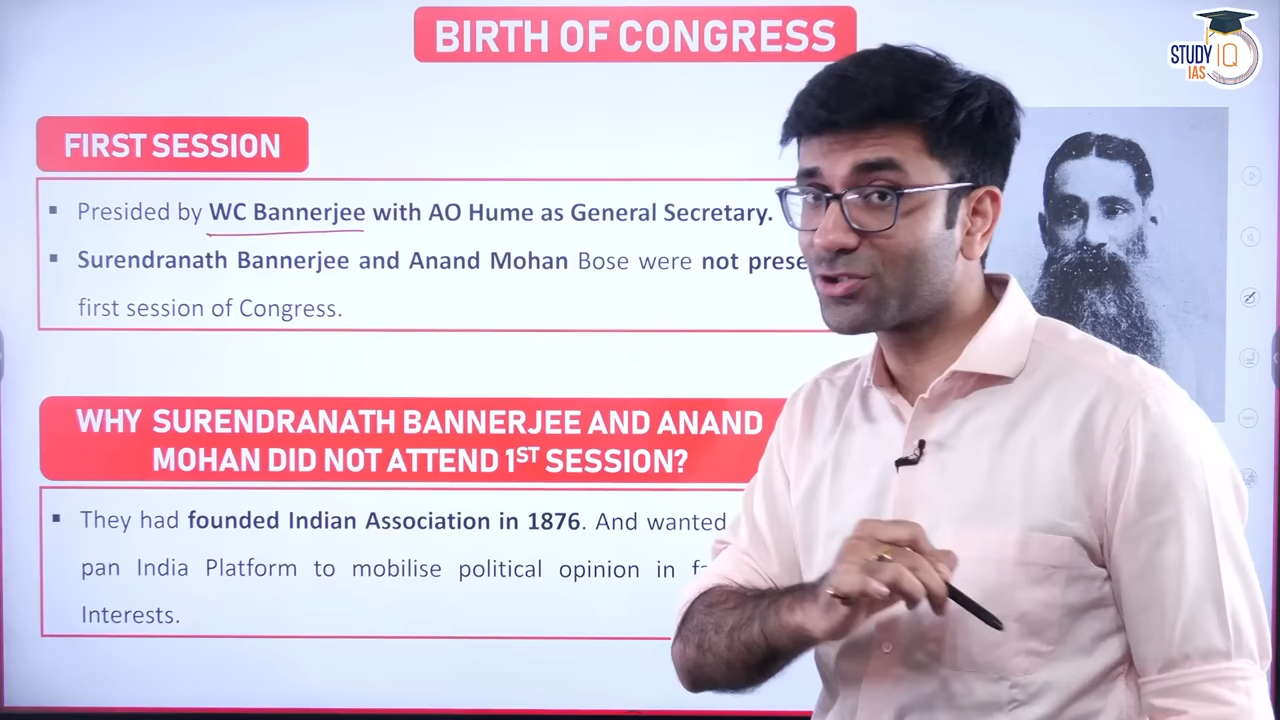 BIRTH OF CONGRESS
STUDY IQ
IAS
FIRST SESSION
▪ Presided by WC Bannerjee with AO Hume as General Secretary.
▪ Surendranath Bannerjee and Anand Mohan Bose were not prese
first session of Congress.
WHY SURENDRANATH BANNERJEE AND ANAND
MOHAN DID NOT ATTEND 1ST SESSION?
▪ They had founded Indian Association in 1876. And wanted
pan India Platform to mobilise political opinion in f
Interests.